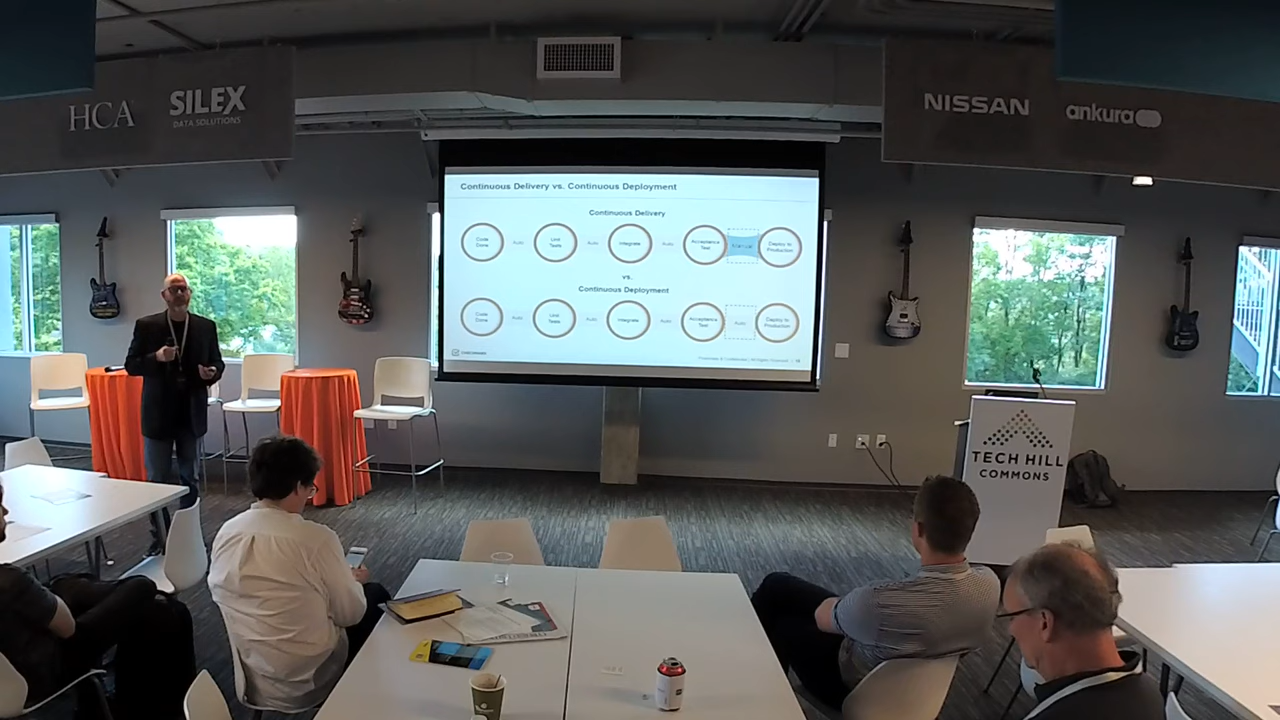 HCA
SILEX
DATA SOLUTIONS
NISSAN
ankura
Continuous Delivery vs. Continuous Deployment
Continuous Delivery
Code Done
Auto
Unit Tests
Auto
Integrate
Auto
Acceptance Test
Manual
Deploy to Production
vs.
Continuous Deployment
Code Done
Auto
Unit Tests
Auto
Integrate
Auto
Acceptance Test
Auto
Deploy to Production
TECH HILL
COMMONS